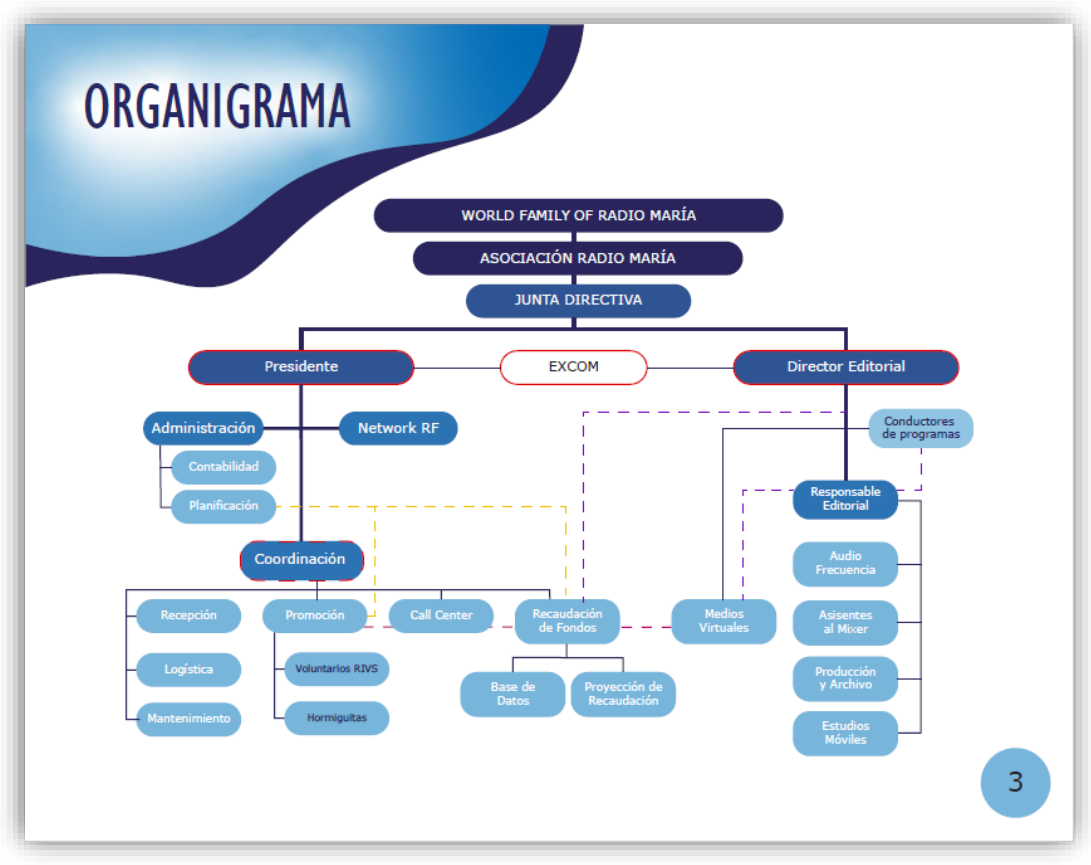 ORGANIGRAMA
WORLD FAMILY OF RADIO MARÍA
ASOCIACIÓN RADIO MARÍA
JUNTA DIRECTIVA
Presidente
EXCOM
Director Editorial
Administración
Network RF
Conductores
de programas
Contabilidad
Planificación
Responsable
Editorial
Coordinación
Audio
Frecuencia
Recepción
Promoción
Call Center
Recaudación
de Fondos
Medios
Virtuales
Asisentes
al Mixer
Logística
Voluntarios RIVS
Base de
Datos
Proyección de
Recaudación
Producción
y Archivo
Mantenimiento
Hormiguitas
Estudios
Móviles
3